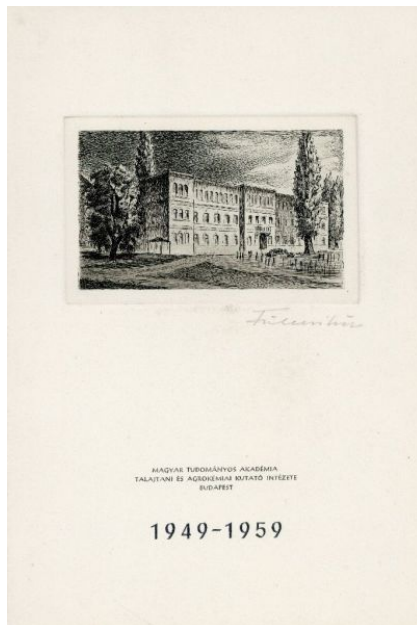 MAGYAR TUDOMÁNYOS AKADÉMIA
TALAJTANI ÉS AGROKÉMIAI KUTATÓ INTÉZETE
BUDAPEST
1949-1959